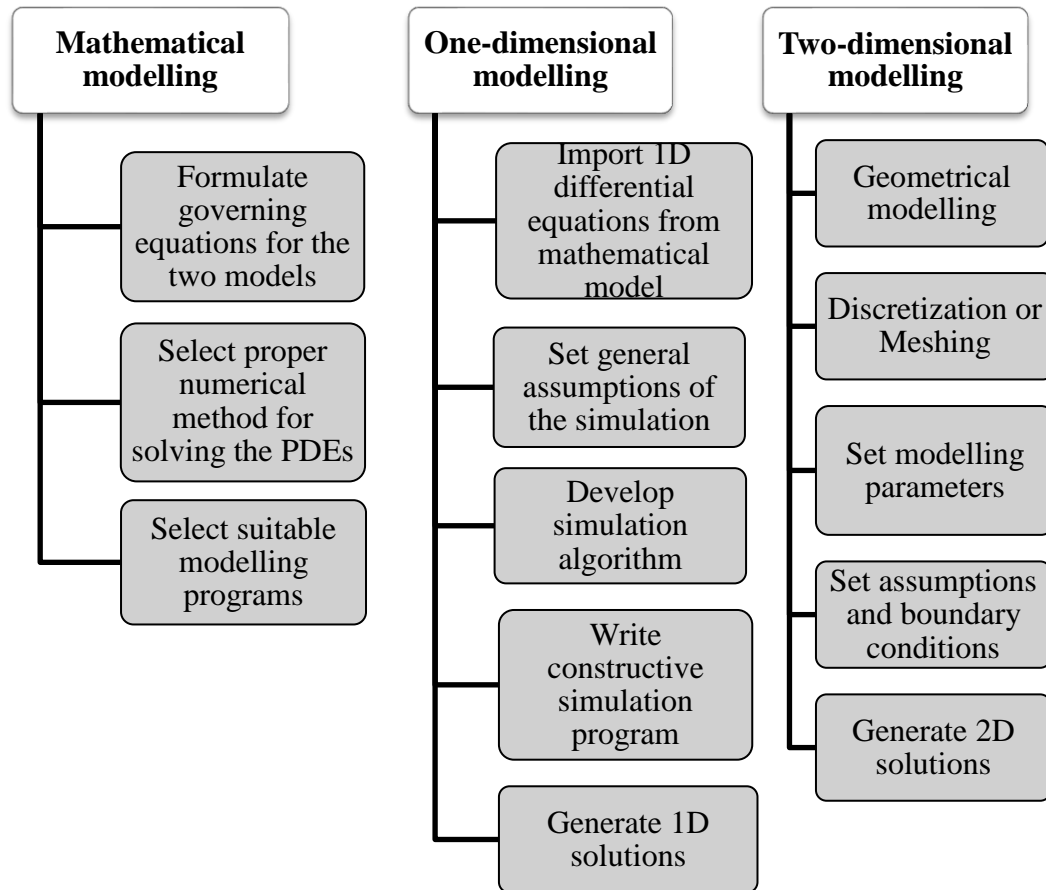 Mathematical
modelling
Formulate
governing
equations for the
two models
Select proper
numerical
method for
solving the PDEs
Select suitable
modelling
programs
One-dimensional
modelling
Import 1D
differential
equations from
mathematical
model
Set general
assumptions of
the simulation
Develop
simulation
algorithm
Write
constructive
simulation
program
Generate 1D
solutions
Two-dimensional
modelling
Geometrical
modelling
Discretization or
Meshing
Set modelling
parameters
Set assumptions
and boundary
conditions
Generate 2D
solutions